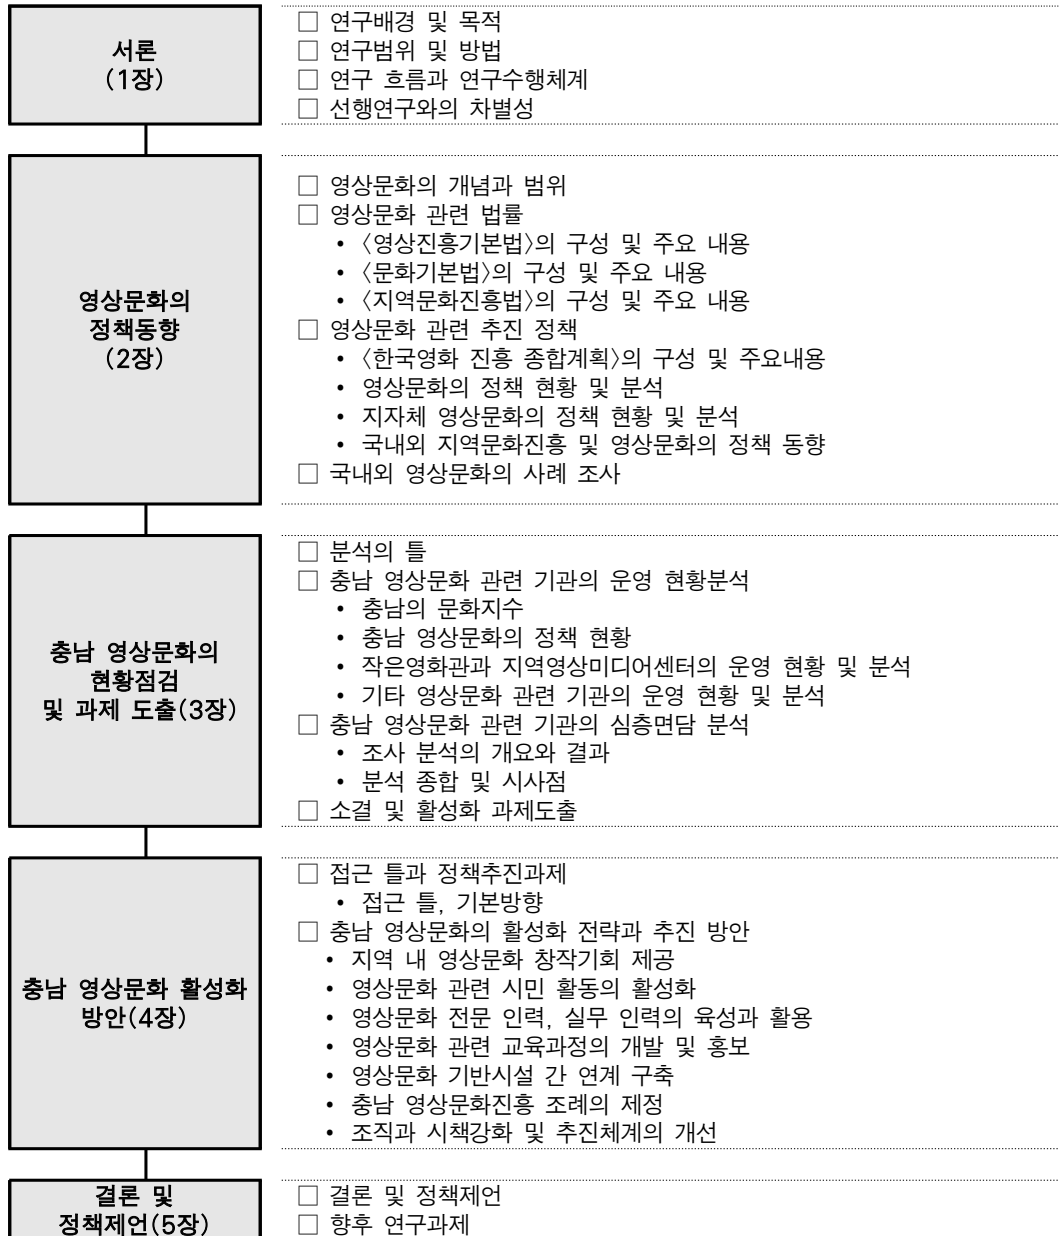 서론
(1장)
□ 연구배경 및 목적
□ 연구범위 및 방법
□ 연구 흐름과 연구수행체계
□ 선행연구와의 차별성
영상문화의
정책동향
(2장)
□ 영상문화의 개념과 범위
□ 영상문화 관련 법률
• 〈영상진흥기본법〉의 구성 및 주요 내용
• 〈문화기본법〉의 구성 및 주요 내용
• 〈지역문화진흥법〉의 구성 및 주요 내용
□ 영상문화 관련 추진 정책
• 〈한국영화 진흥 종합계획〉의 구성 및 주요내용
• 영상문화의 정책 현황 및 분석
• 지자체 영상문화의 정책 현황 및 분석
• 국내외 지역문화진흥 및 영상문화의 정책 동향
□ 국내외 영상문화의 사례 조사
충남 영상문화의
현황점검
및 과제 도출(3장)
□ 분석의 틀
□ 충남 영상문화 관련 기관의 운영 현황분석
• 충남의 문화지수
• 충남 영상문화의 정책 현황
• 작은영화관과 지역영상미디어센터의 운영 현황 및 분석
• 기타 영상문화 관련 기관의 운영 현황 및 분석
□ 충남 영상문화 관련 기관의 심층면담 분석
• 조사 분석의 개요와 결과
• 분석 종합 및 시사점
□ 소결 및 활성화 과제도출
충남 영상문화 활성화
방안(4장)
□ 접근 틀과 정책추진과제
• 접근 틀, 기본방향
□ 충남 영상문화의 활성화 전략과 추진 방안
• 지역 내 영상문화 창작기회 제공
• 영상문화 관련 시민 활동의 활성화
• 영상문화 전문 인력, 실무 인력의 육성과 활용
• 영상문화 관련 교육과정의 개발 및 홍보
• 영상문화 기반시설 간 연계 구축
• 충남 영상문화진흥 조례의 제정
• 조직과 시책강화 및 추진체계의 개선
결론 및
정책제언(5장)
□ 결론 및 정책제언
□ 향후 연구과제